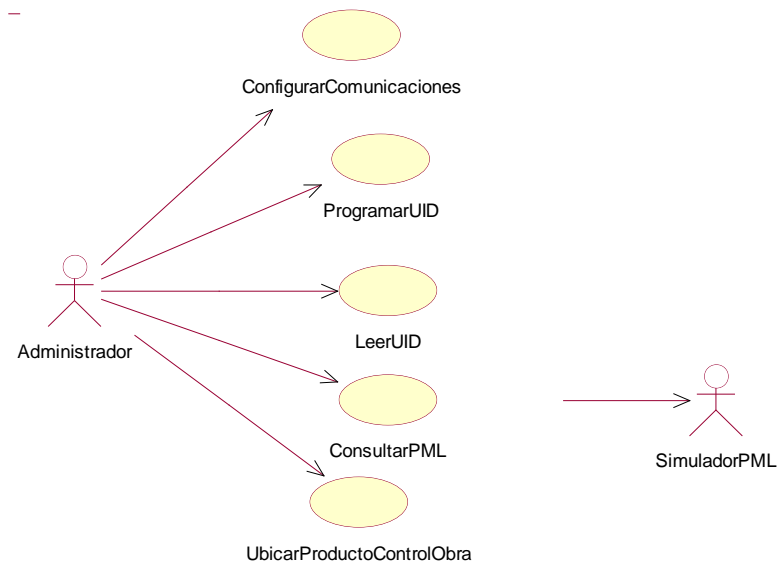 ConfigurarComunicaciones
ProgramarUID
LeerUID
Administrador
ConsultarPML
SimuladorPML
UbicarProductoControlObra